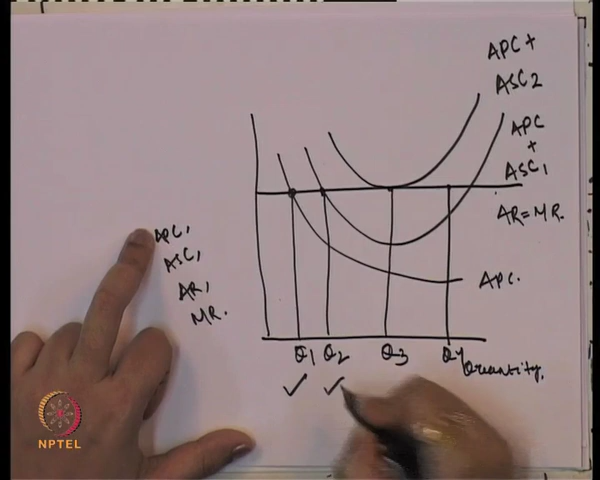 APC +
ASC2
APC
+
ASC1
AR=MR.
APC,
ASC,
AR,
MR.
APC.
Q1 Q2 Q3 Q4 Quantity.
NPTEL